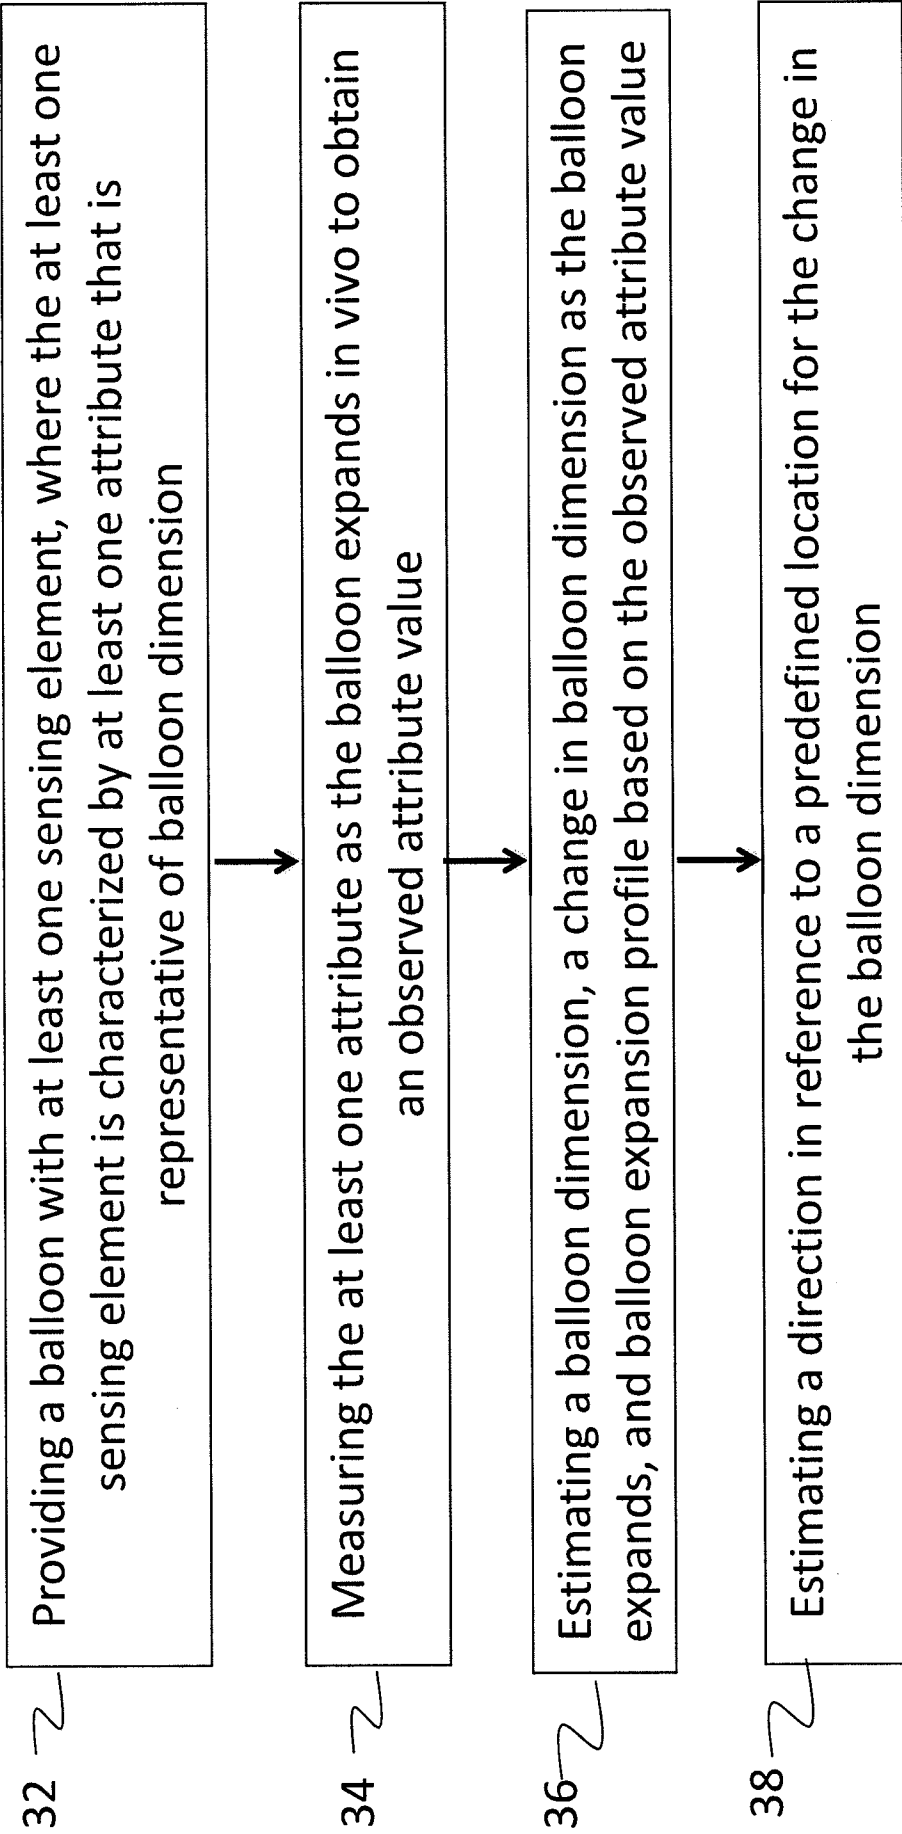 32
Providing a balloon with at least one sensing element, where the at least one
sensing element is characterized by at least one attribute that is
representative of balloon dimension
34
Measuring the at least one attribute as the balloon expands in vivo to obtain
an observed attribute value
36
Estimating a balloon dimension, a change in balloon dimension as the balloon
expands, and balloon expansion profile based on the observed attribute value
38
Estimating a direction in reference to a predefined location for the change in
the balloon dimension